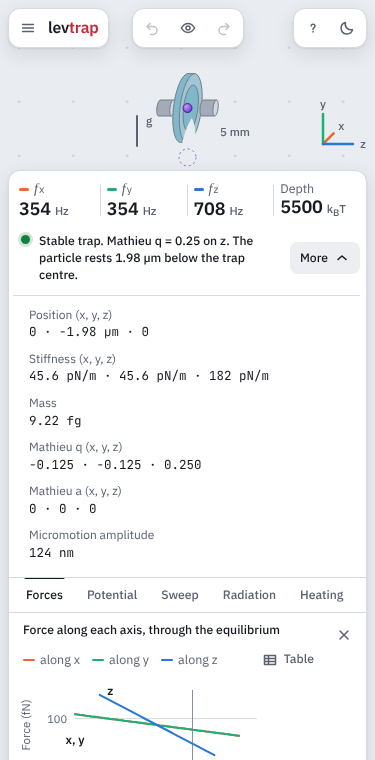 levtrap
?
g
5 mm
y
x
z
fx fy fz Depth
354 Hz 354 Hz 708 Hz 5500 kBT
Stable trap. Mathieu q = 0.25 on z. The
particle rests 1.98 µm below the trap
centre.
More
Position (x, y, z)
0 · -1.98 µm · 0
Stiffness (x, y, z)
45.6 pN/m · 45.6 pN/m · 182 pN/m
Mass
9.22 fg
Mathieu q (x, y, z)
-0.125 · -0.125 · 0.250
Mathieu a (x, y, z)
0 · 0 · 0
Micromotion amplitude
124 nm
Forces Potential Sweep Radiation Heating
Force along each axis, through the equilibrium
along x along y along z Table
z
100
x, y
Force (fN)